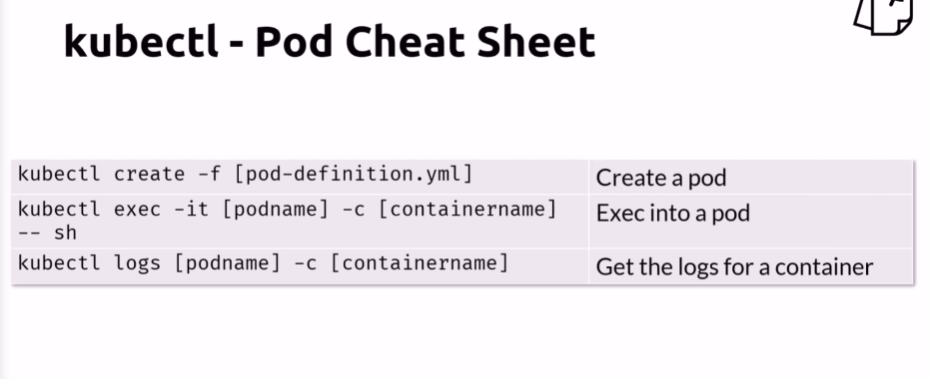 kubectl - Pod Cheat Sheet
kubectl create -f [pod-definition.yml]
Create a pod
kubectl exec -it [podname] -c [containername]
-- sh
Exec into a pod
kubectl logs [podname] -c [containername]
Get the logs for a container